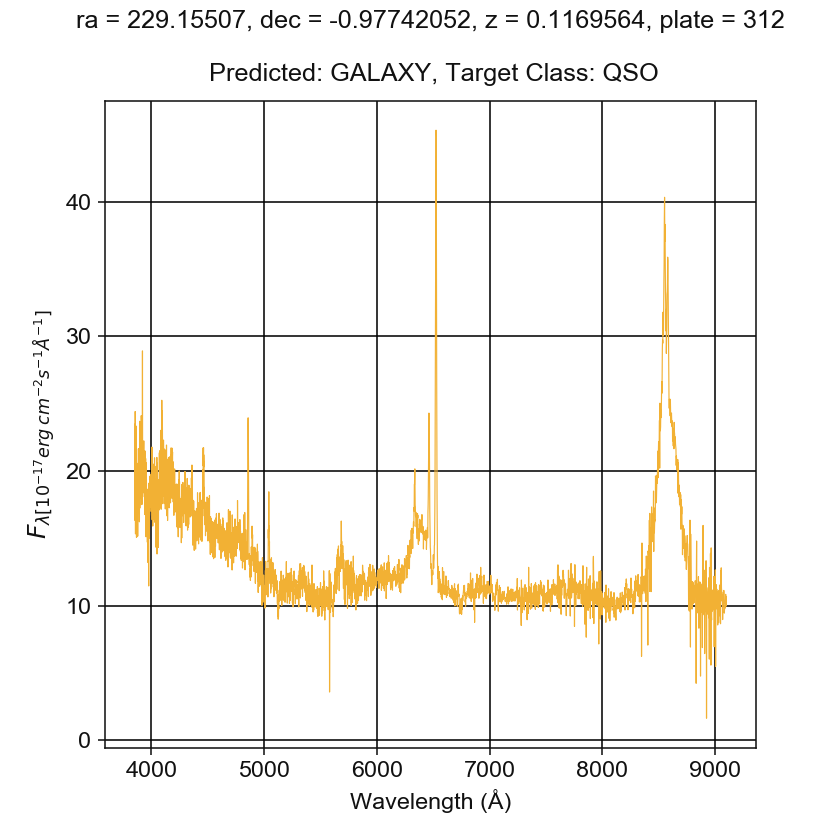 ra = 229.15507, dec = -0.97742052, z = 0.1169564, plate = 312
Predicted: GALAXY, Target Class: QSO
F_λ[10^{-17} erg cm^{-2} s^{-1} Å^{-1}]
40
30
20
10
0
4000 5000 6000 7000 8000 9000
Wavelength (Å)